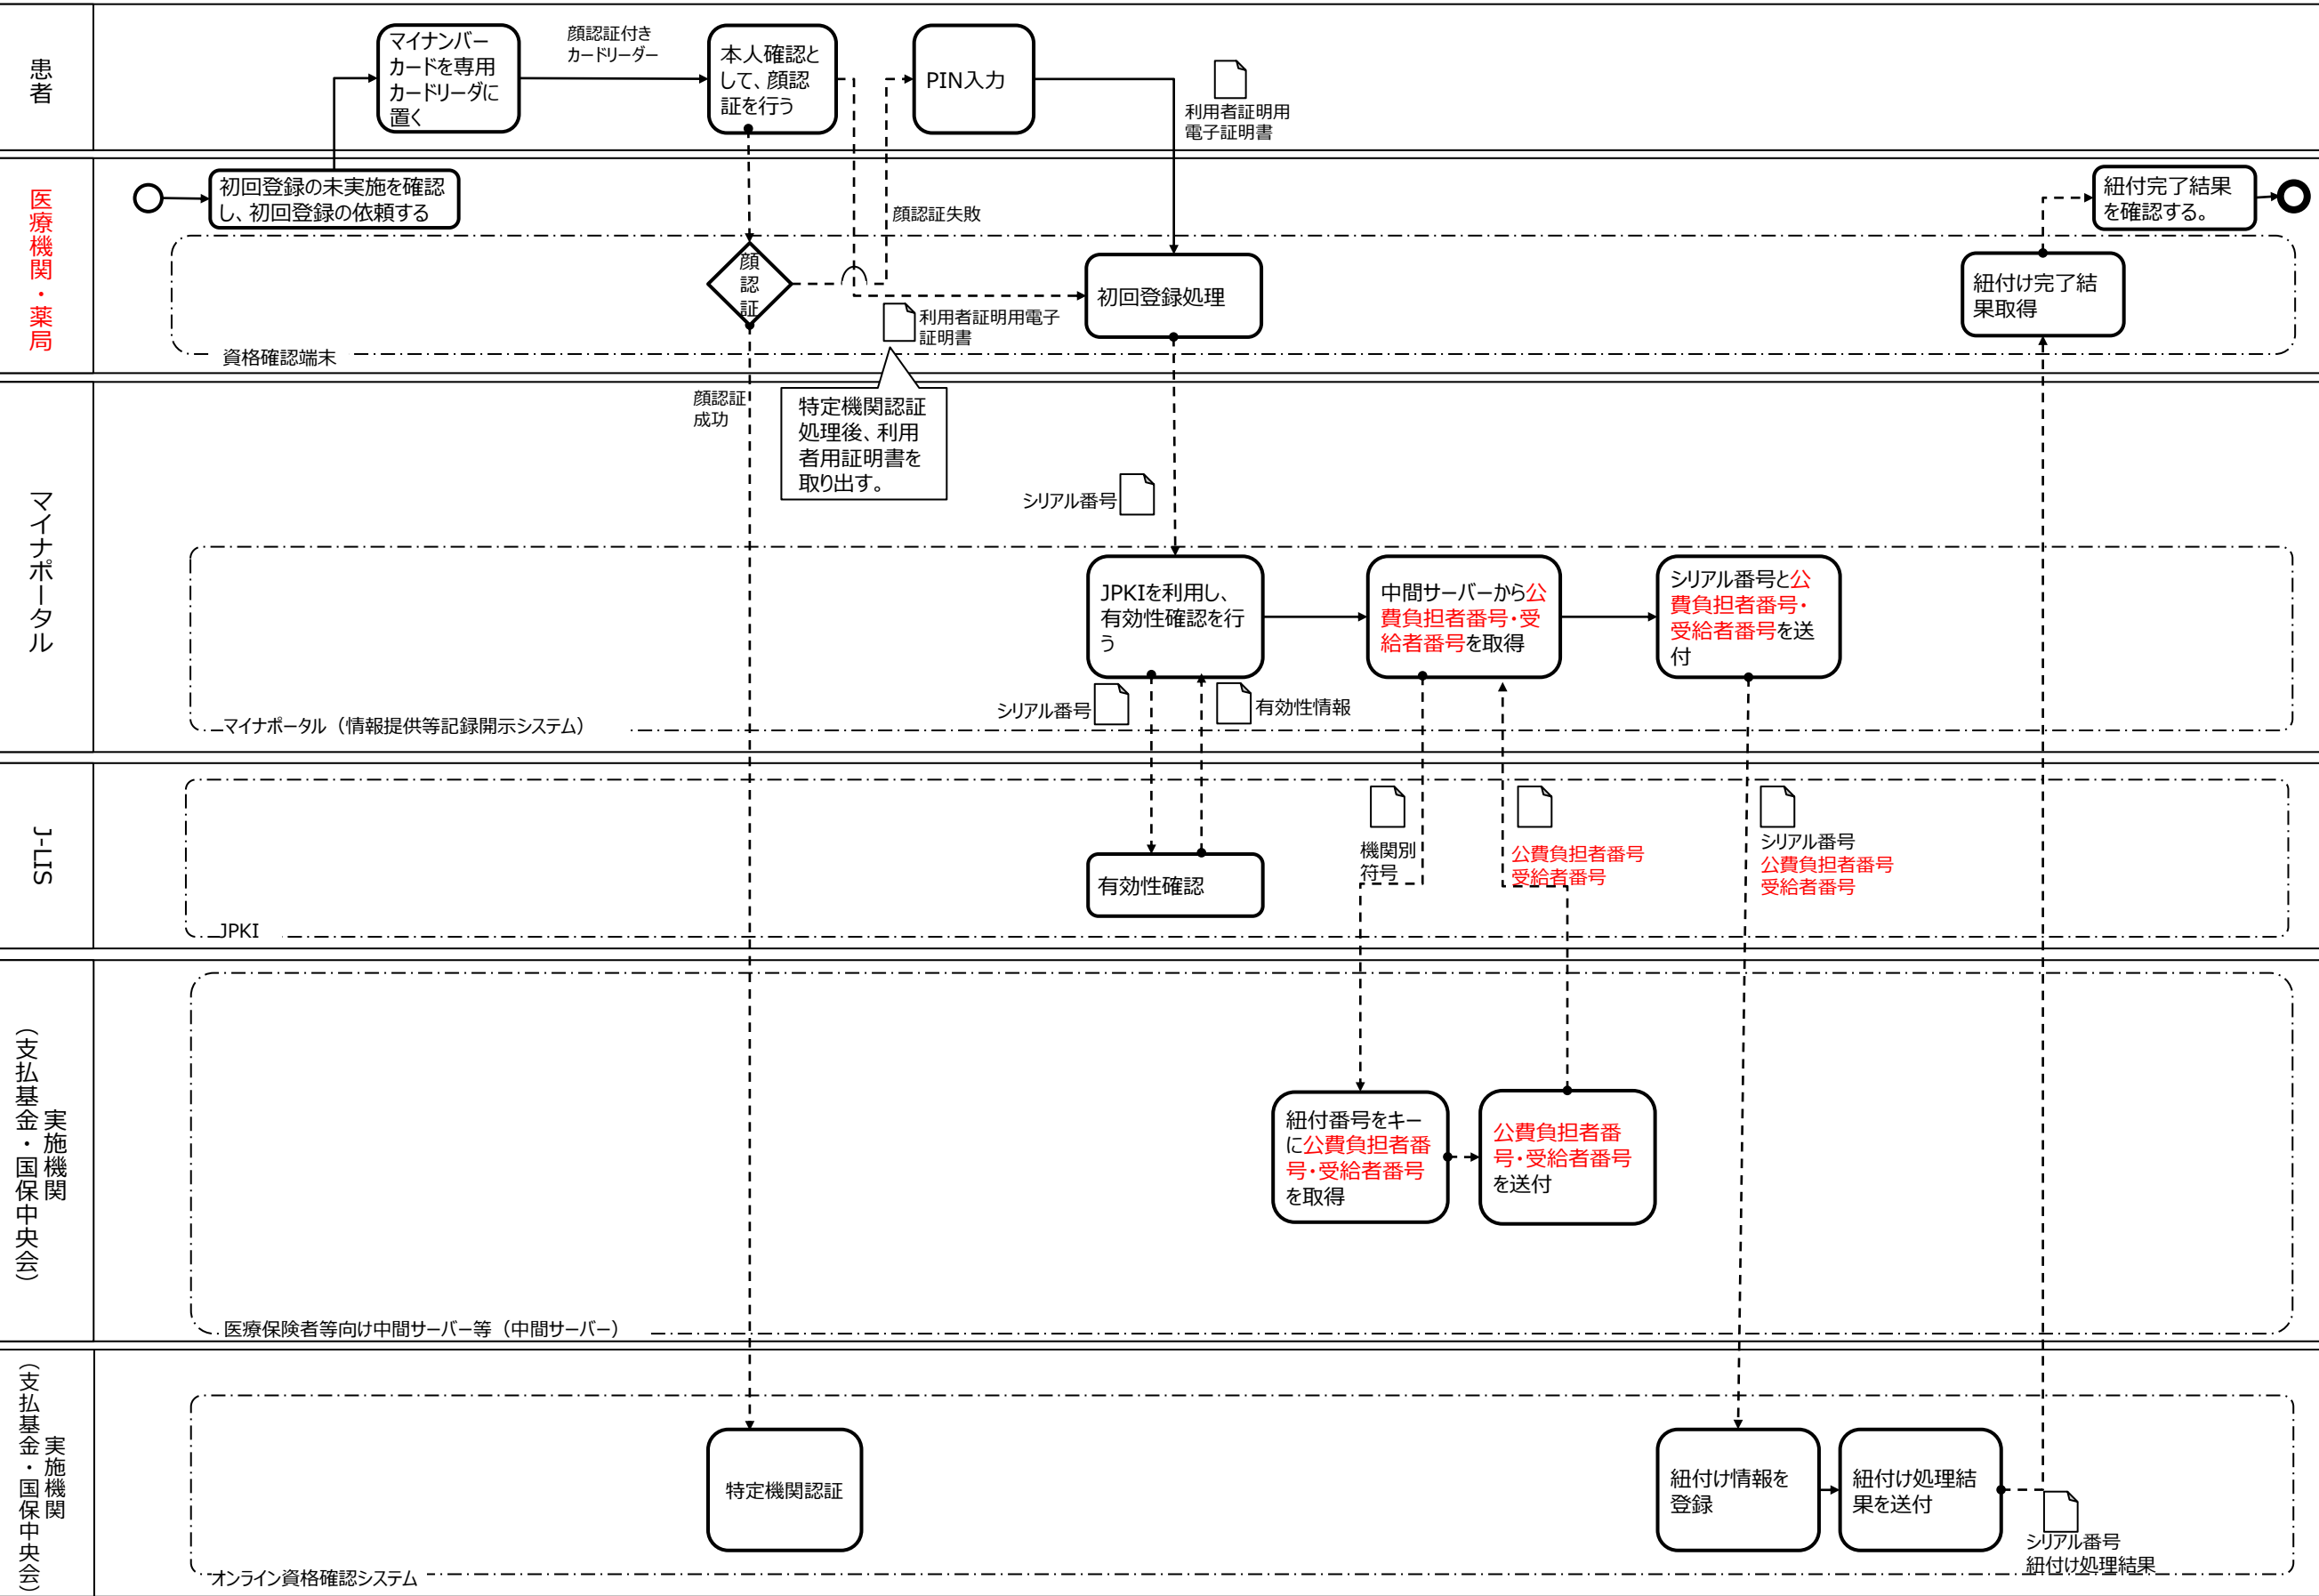 患者
マイナンバー
カードを専用
カードリーダに
置く
顔認証付き
カードリーダー
本人確認と
して、顔認
証を行う
PIN入力
利用者証明用
電子証明書
医療機関・薬局
初回登録の未実施を確認
し、初回登録の依頼する
顔認証失敗
紐付完了結果
を確認する。
顔
認
証
初回登録処理
紐付け完了結
果取得
利用者証明用電子
証明書
資格確認端末
マイナポータル
顔認証
成功
特定機関認証
処理後、利用
者用証明書を
取り出す。
シリアル番号
JPKIを利用し、
有効性確認を行
う
中間サーバーから公
費負担者番号・受
給者番号を取得
シリアル番号と公
費負担者番号・
受給者番号を送
付
シリアル番号
有効性情報
マイナポータル（情報提供等記録開示システム）
J-LIS
機関別
符号
公費負担者番号
受給者番号
シリアル番号
公費負担者番号
受給者番号
有効性確認
JPKI
実施機関
（支払基金・国保中央会）
紐付番号をキー
に公費負担者番
号・受給者番号
を取得
公費負担者番
号・受給者番号
を送付
医療保険者等向け中間サーバー等（中間サーバー）
実施機関
（支払基金・国保中央会）
特定機関認証
紐付け情報を
登録
紐付け処理結
果を送付
シリアル番号
紐付け処理結果
オンライン資格確認システム